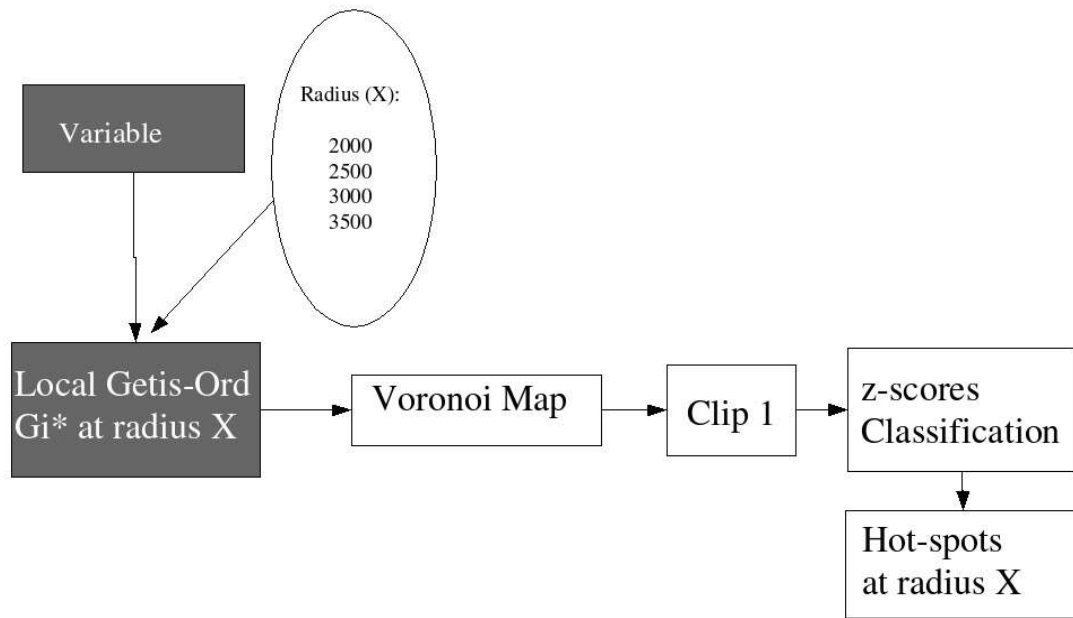 Variable
Radius (X):
2000
2500
3000
3500
Local Getis-Ord
Gi* at radius X
Voronoi Map
Clip 1
z-scores
Classification
Hot-spots
at radius X